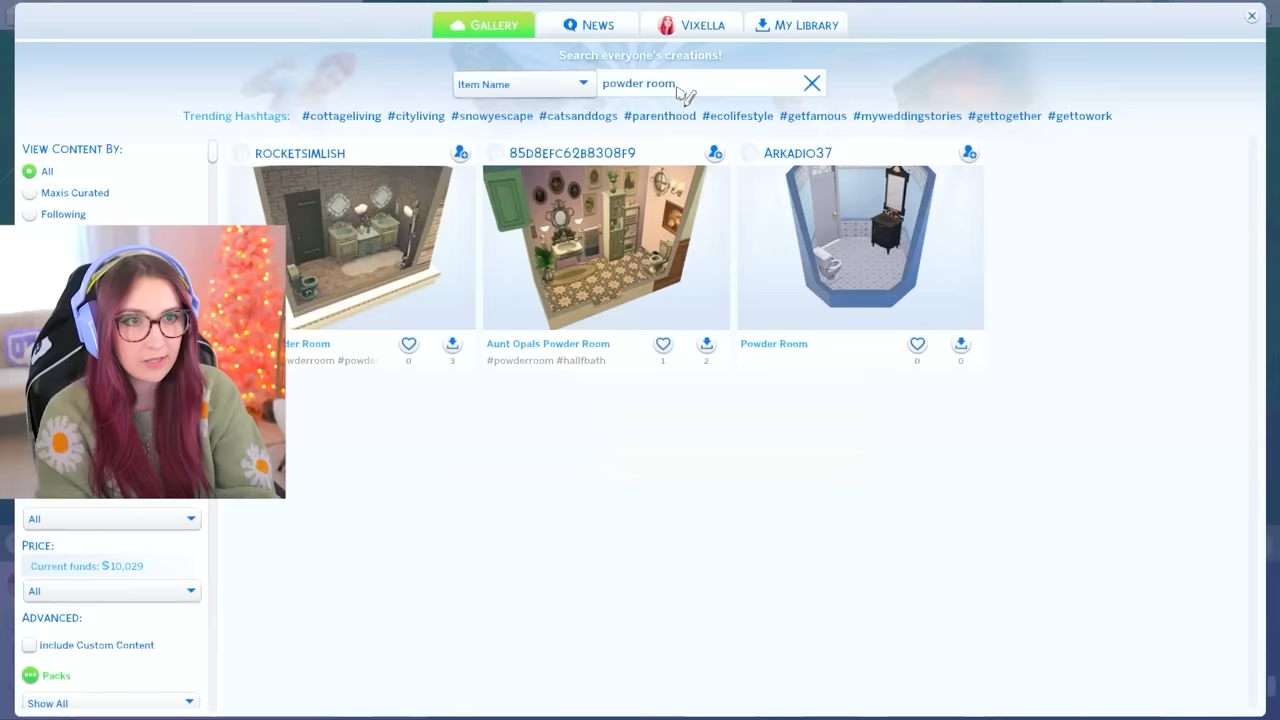 GALLERY
NEWS
VIXELLA
MY LIBRARY
Search everyone's creations!
Item Name
powder room
Trending Hashtags: #cottageliving #cityliving #snowyescape #catsanddogs #parenthood #ecolifestyle #getfamous #myweddingstories #gettogether #gettowork
VIEW CONTENT BY:
All
Maxis Curated
Following
ROCKETSIMLISH
85D8EFC62B8308F9
ARKADIO37
der Room
0
3
Aunt Opals Powder Room
#powderroom #halfbath
1
2
Powder Room
0
0
All
PRICE:
Current funds: $10,029
All
ADVANCED:
Include Custom Content
Packs
Show All